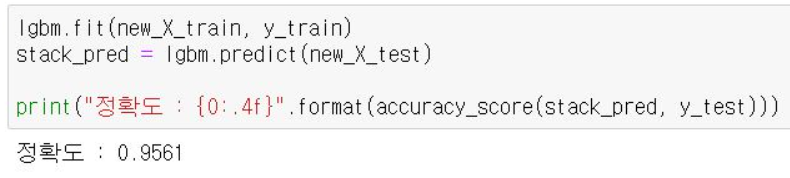 lgbm.fit(new_X_train, y_train)
stack_pred = lgbm.predict(new_X_test)
print("정확도 : {0:.4f}".format(accuracy_score(stack_pred, y_test)))
정확도 : 0.9561